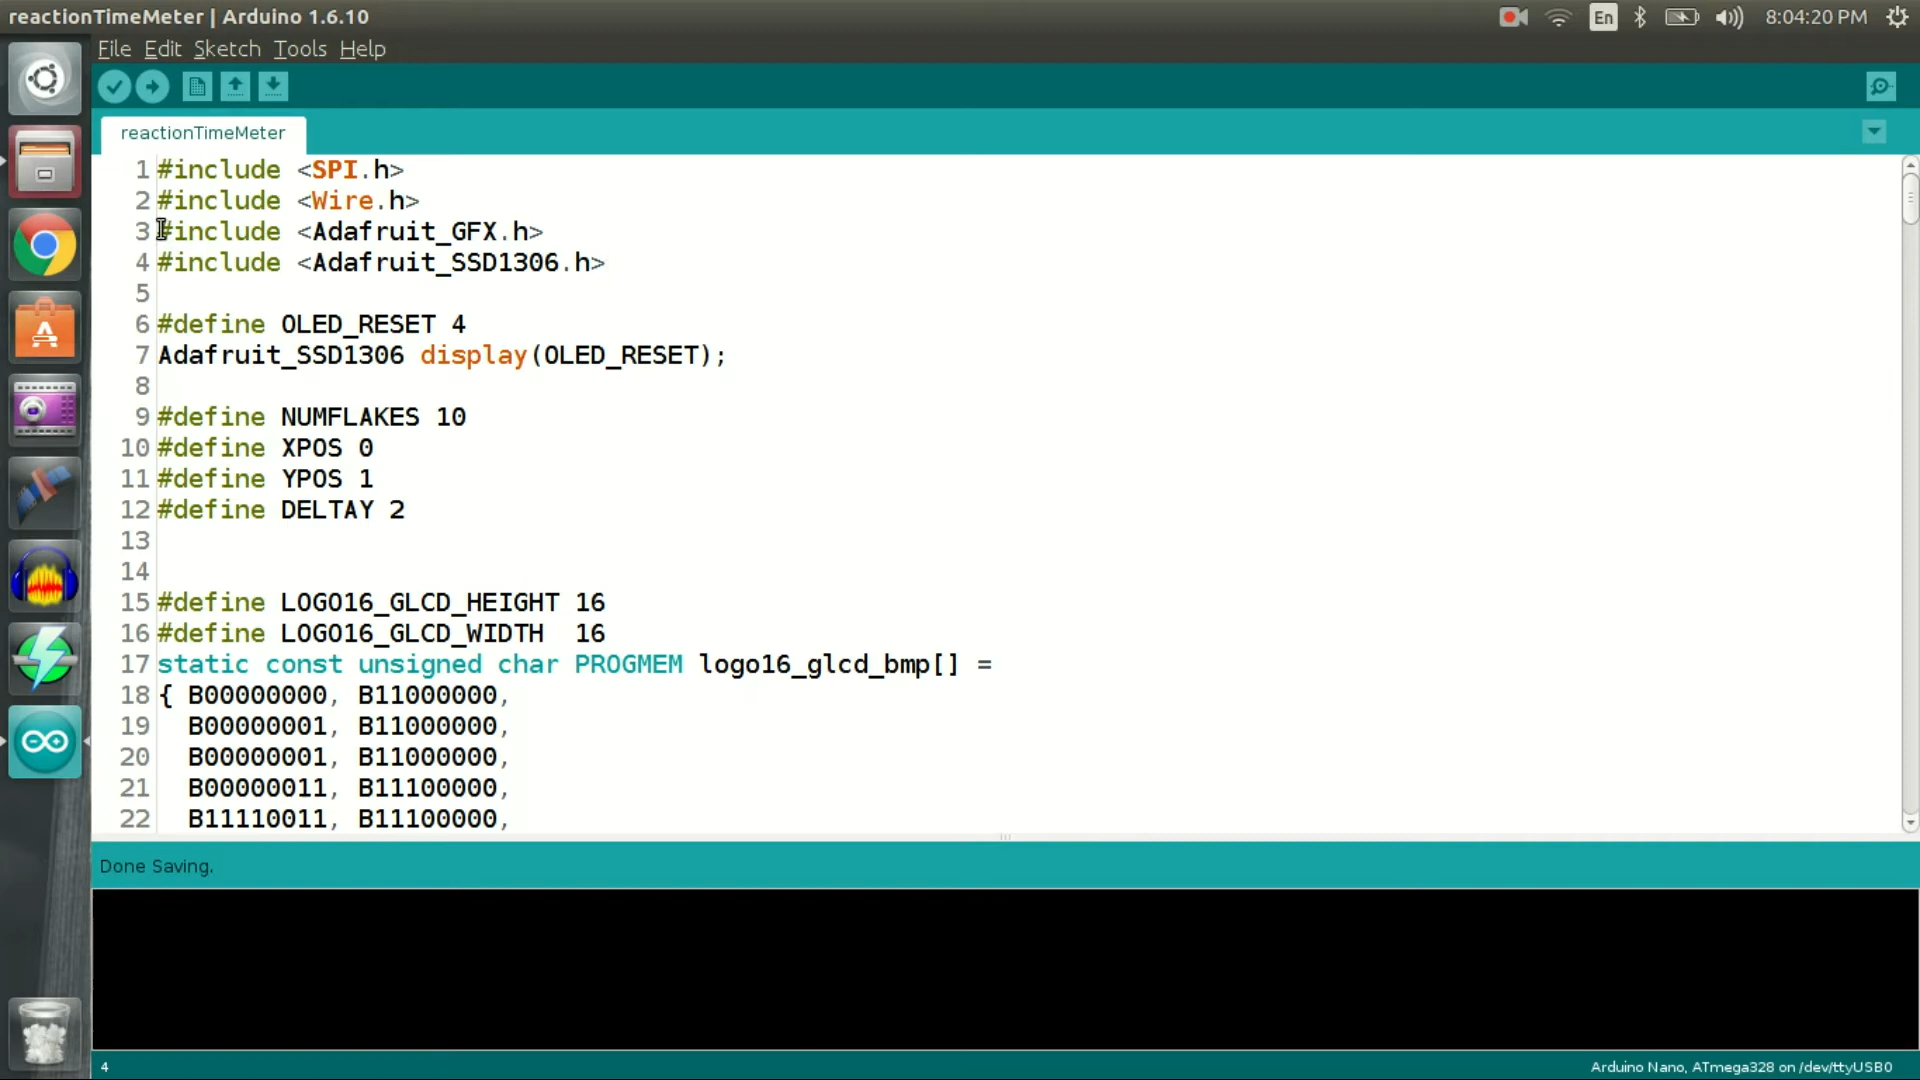 reactionTimeMeter | Arduino 1.6.10
En
8:04:20 PM
File Edit Sketch Tools Help
reactionTimeMeter
1 #include <SPI.h>
2 #include <Wire.h>
3 #include <Adafruit_GFX.h>
4 #include <Adafruit_SSD1306.h>
5
6 #define OLED_RESET 4
7 Adafruit_SSD1306 display(OLED_RESET);
8
9 #define NUMFLAKES 10
10 #define XPOS 0
11 #define YPOS 1
12 #define DELTAY 2
13
14
15 #define LOGO16_GLCD_HEIGHT 16
16 #define LOGO16_GLCD_WIDTH  16
17 static const unsigned char PROGMEM logo16_glcd_bmp[] =
18 { B00000000, B11000000,
19   B00000001, B11000000,
20   B00000001, B11000000,
21   B00000011, B11100000,
22   B11110011, B11100000,
Done Saving.
4
Arduino Nano, ATmega328 on /dev/ttyUSB0